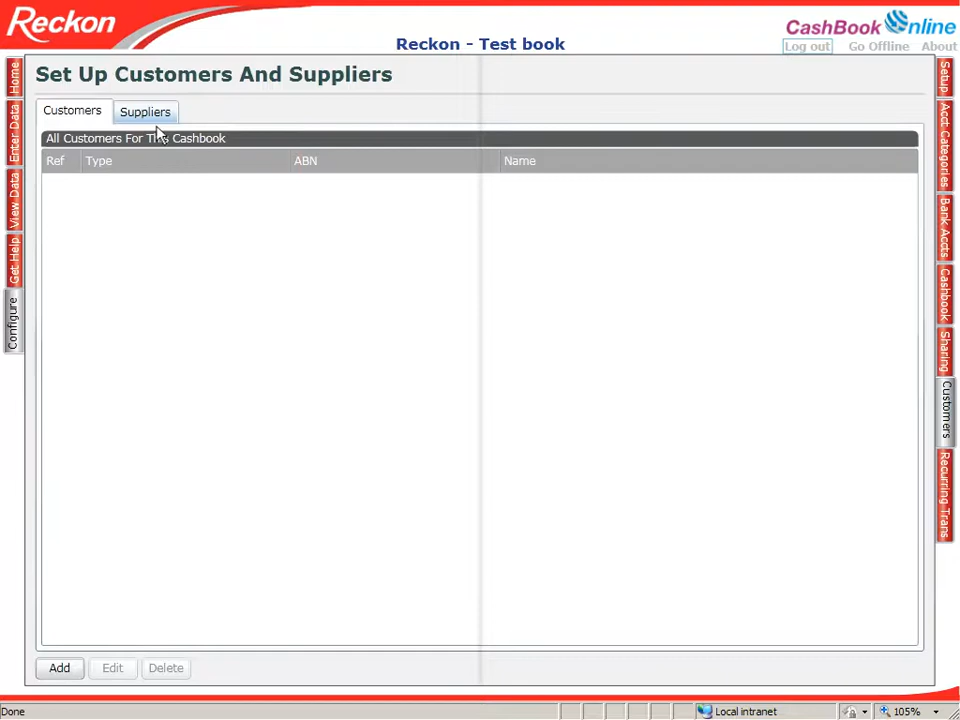 Reckon
CashBook Online
Reckon - Test book
Log out Go Offline About
Set Up Customers And Suppliers
Customers Suppliers
All Customers For This Cashbook
Ref Type ABN Name
Home
Enter Data
View Data
Get Help
Configure
Setup
Acct Categories
Bank Accts
Cashbook
Sharing
Customers
Recurring Trans
Add Edit Delete
Done Local intranet 105%